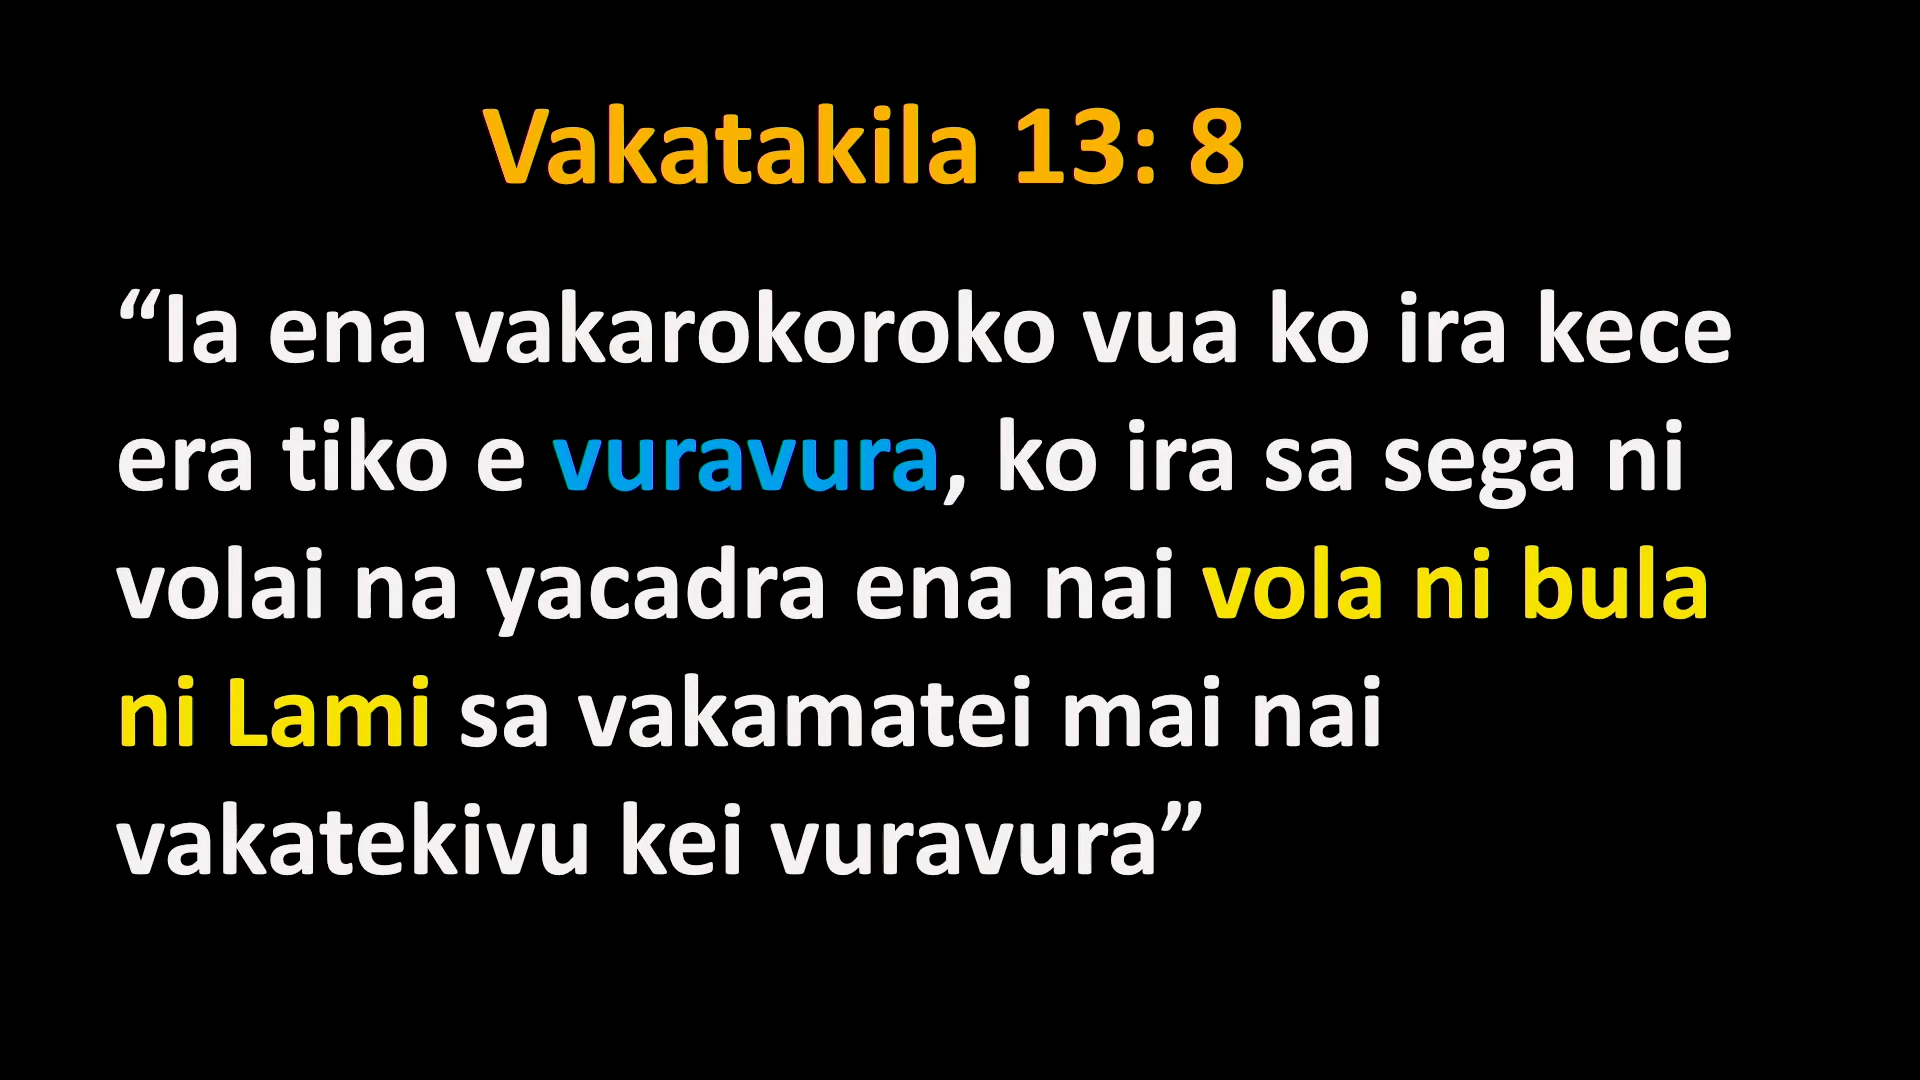 Vakatakila 13: 8
“Ia ena vakarokoroko vua ko ira kece
era tiko e vuravura, ko ira sa sega ni
volai na yacadra ena nai vola ni bula
ni Lami sa vakamatei mai nai
vakatekivu kei vuravura”